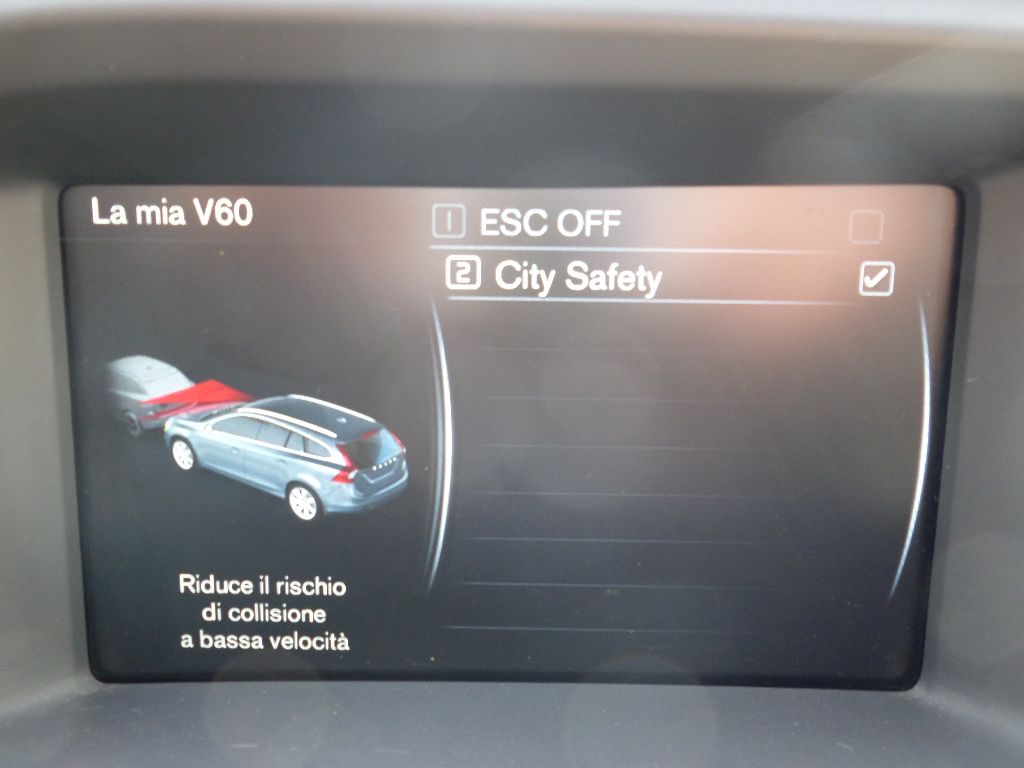 La mia V60
1 ESC OFF
2 City Safety
Riduce il rischio
di collisione
a bassa velocità